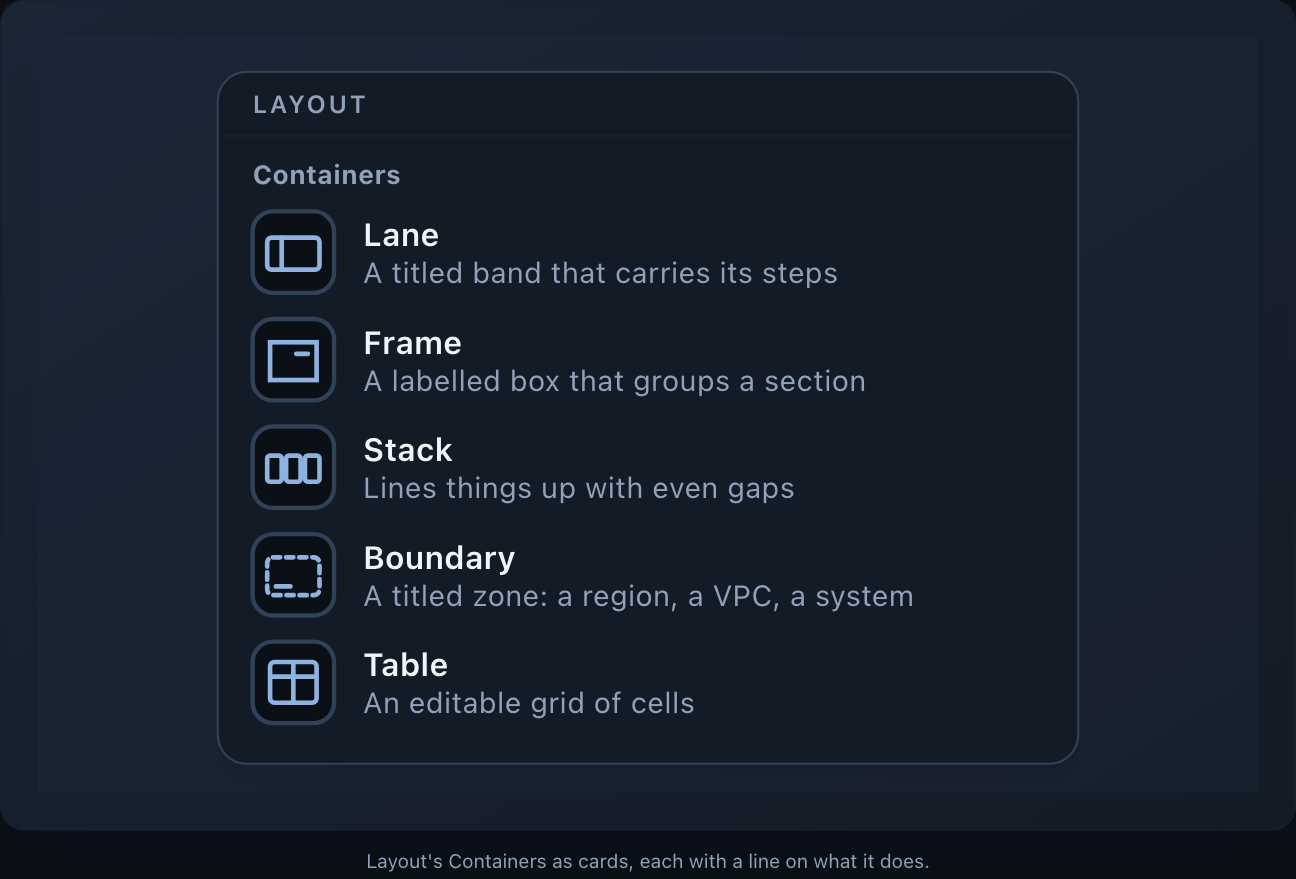 LAYOUT
Containers
Lane
A titled band that carries its steps
Frame
A labelled box that groups a section
Stack
Lines things up with even gaps
Boundary
A titled zone: a region, a VPC, a system
Table
An editable grid of cells
Layout's Containers as cards, each with a line on what it does.